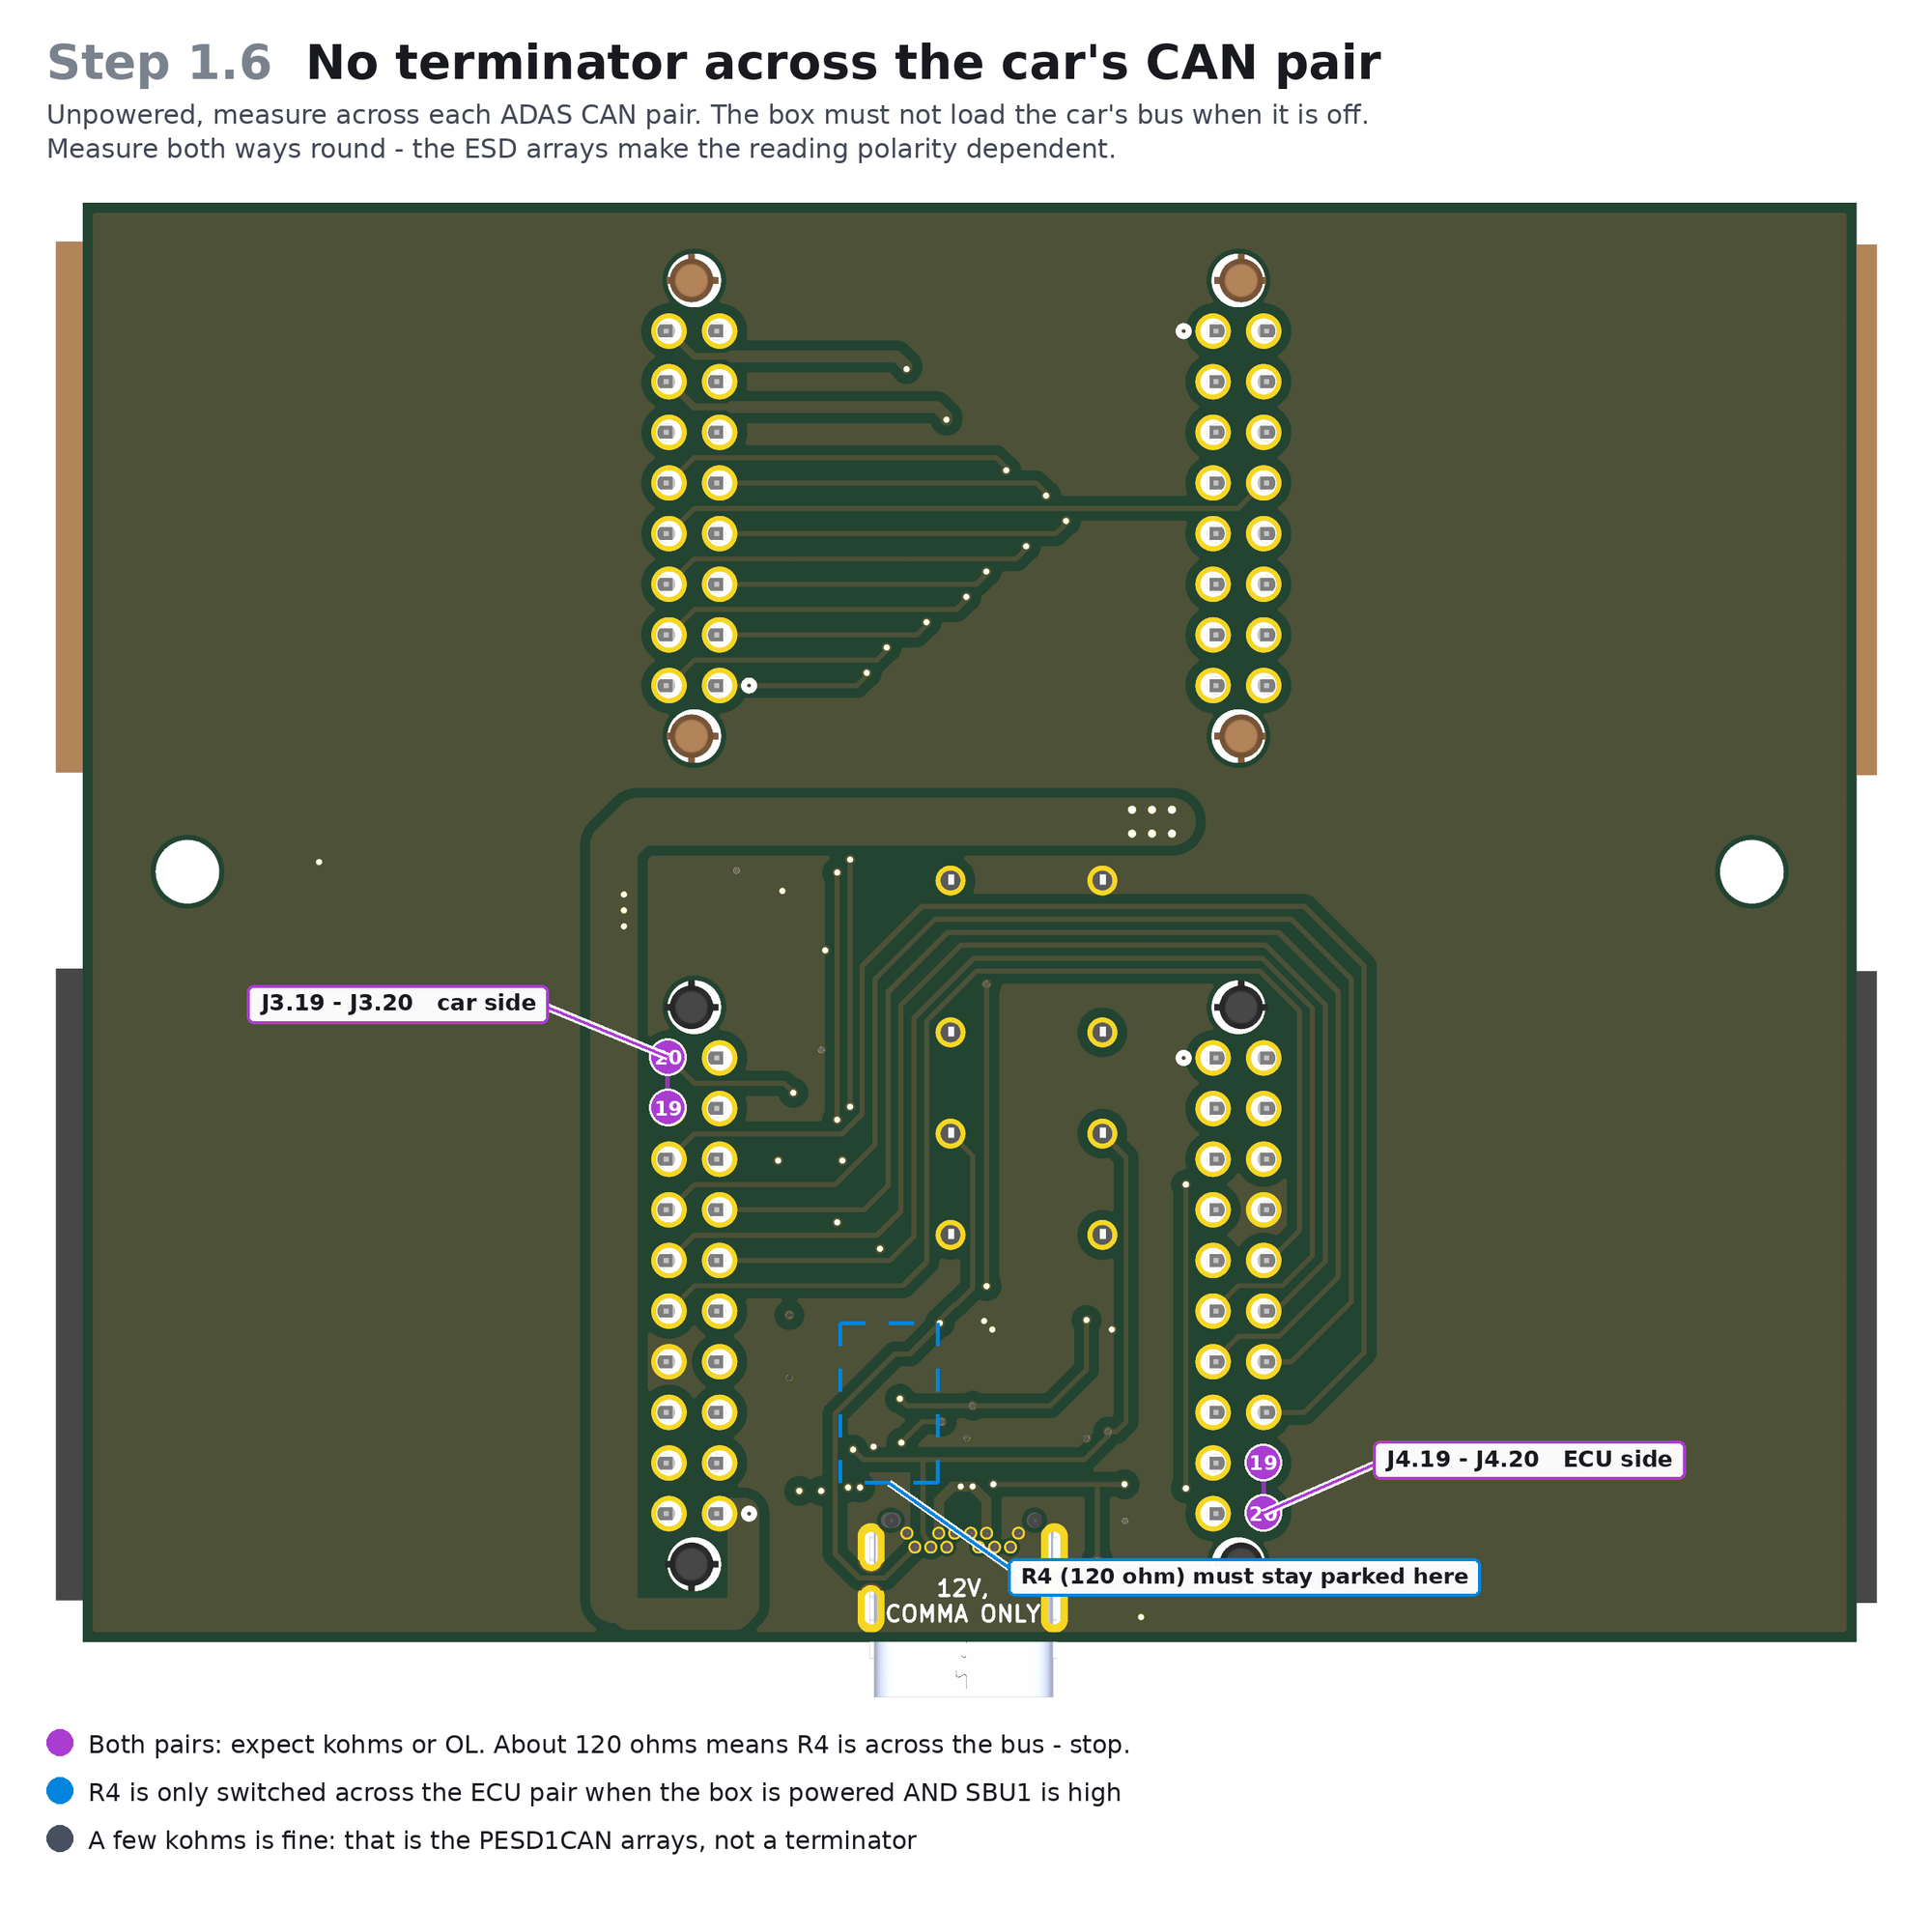 Step 1.6 No terminator across the car's CAN pair
Unpowered, measure across each ADAS CAN pair. The box must not load the car's bus when it is off.
Measure both ways round - the ESD arrays make the reading polarity dependent.
J3.19 - J3.20 car side
20
19
J4.19 - J4.20 ECU side
19
20
R4 (120 ohm) must stay parked here
12V,
COMMA ONLY
Both pairs: expect kohms or OL. About 120 ohms means R4 is across the bus - stop.
R4 is only switched across the ECU pair when the box is powered AND SBU1 is high
A few kohms is fine: that is the PESD1CAN arrays, not a terminator